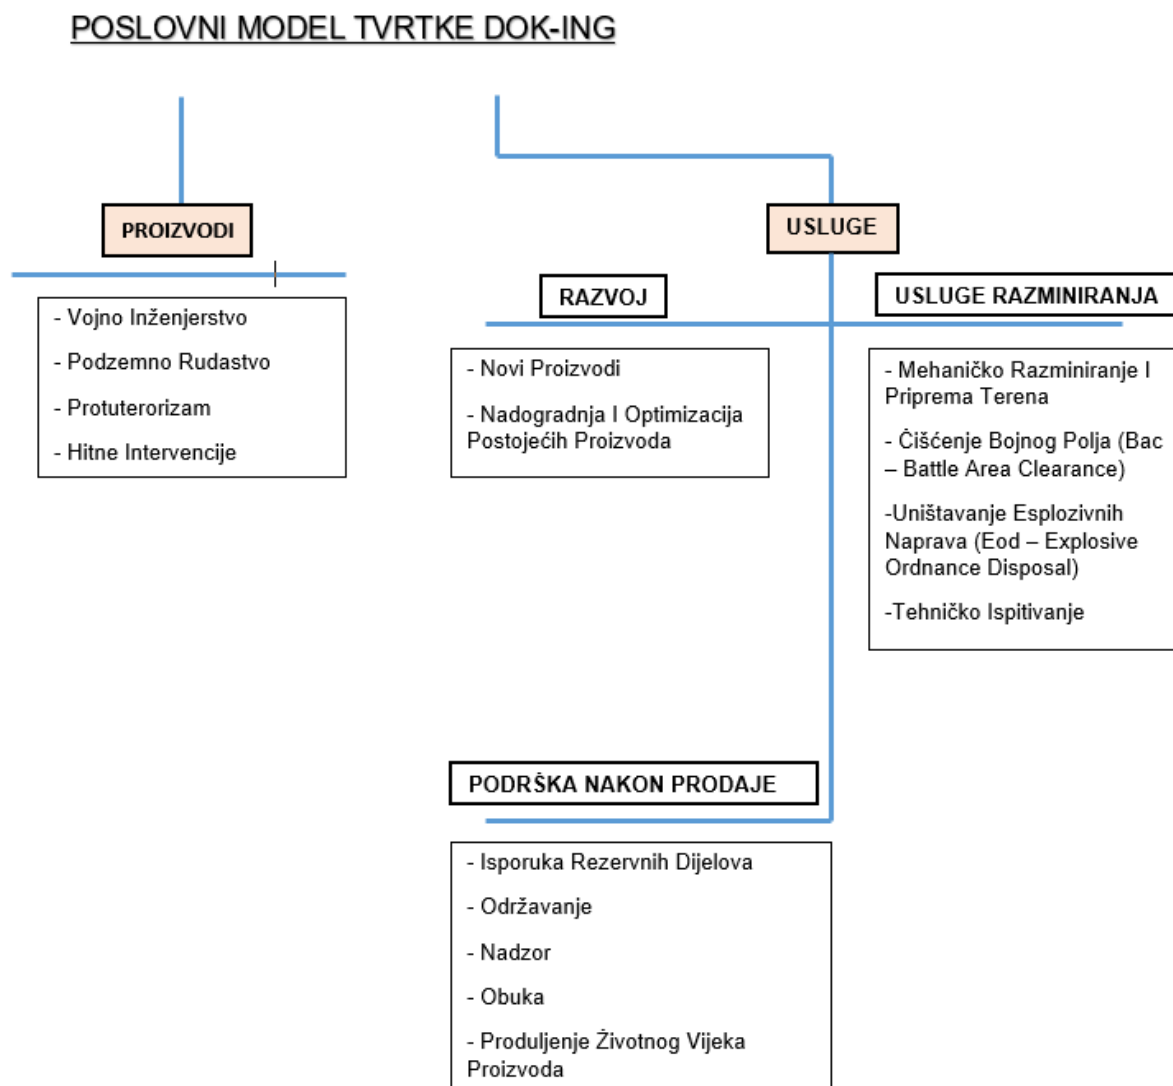 POSLOVNI MODEL TVRTKE DOK-ING
PROIZVODI
- Vojno Inženjerstvo
- Podzemno Rudastvo
- Protuterorizam
- Hitne Intervencije
USLUGE
RAZVOJ
- Novi Proizvodi
- Nadogradnja I Optimizacija
Postojećih Proizvoda
USLUGE RAZMINIRANJA
- Mehaničko Razminiranje I
Priprema Terena
- Čišćenje Bojnog Polja (Bac
– Battle Area Clearance)
-Uništavanje Esplozivnih
Naprava (Eod – Explosive
Ordnance Disposal)
-Tehničko Ispitivanje
PODRŠKA NAKON PRODAJE
- Isporuka Rezervnih Dijelova
- Održavanje
- Nadzor
- Obuka
- Produljenje Životnog Vijeka
Proizvoda